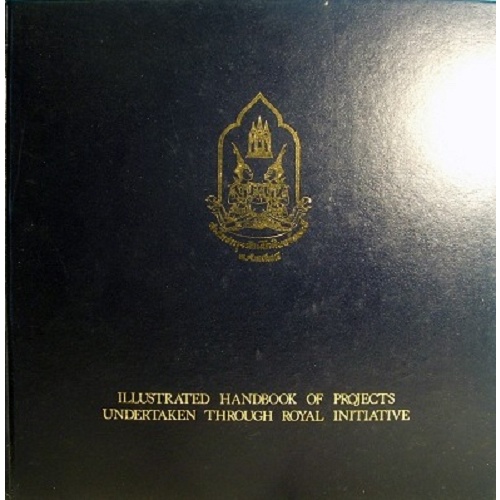 ILLUSTRATED HANDBOOK OF PROJECTS
UNDERTAKEN THROUGH ROYAL INITIATIVE